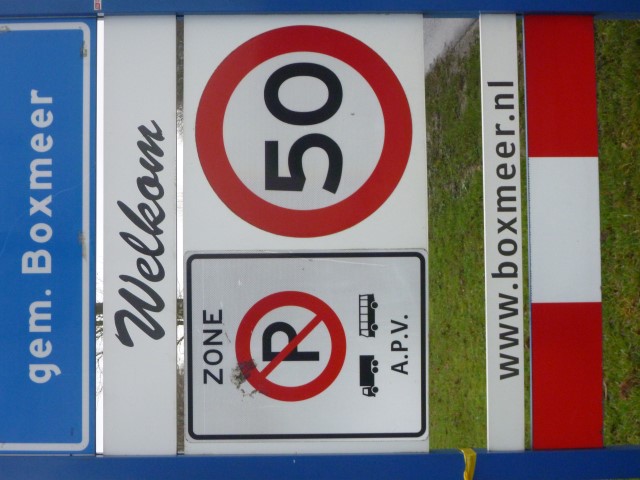 gem. Boxmeer
Welkom
ZONE
P
A.P.V.
50
www.boxmeer.nl